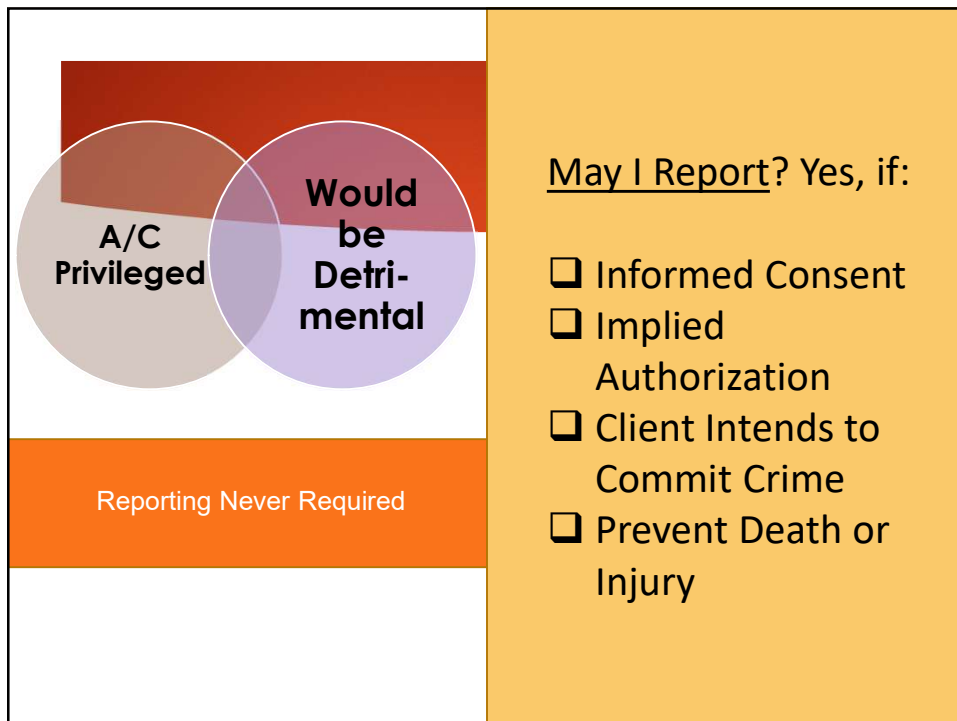 A/C
Privileged
Would
be
Detri-
mental
Reporting Never Required
May I Report? Yes, if:
❑ Informed Consent
❑ Implied
Authorization
❑ Client Intends to
Commit Crime
❑ Prevent Death or
Injury